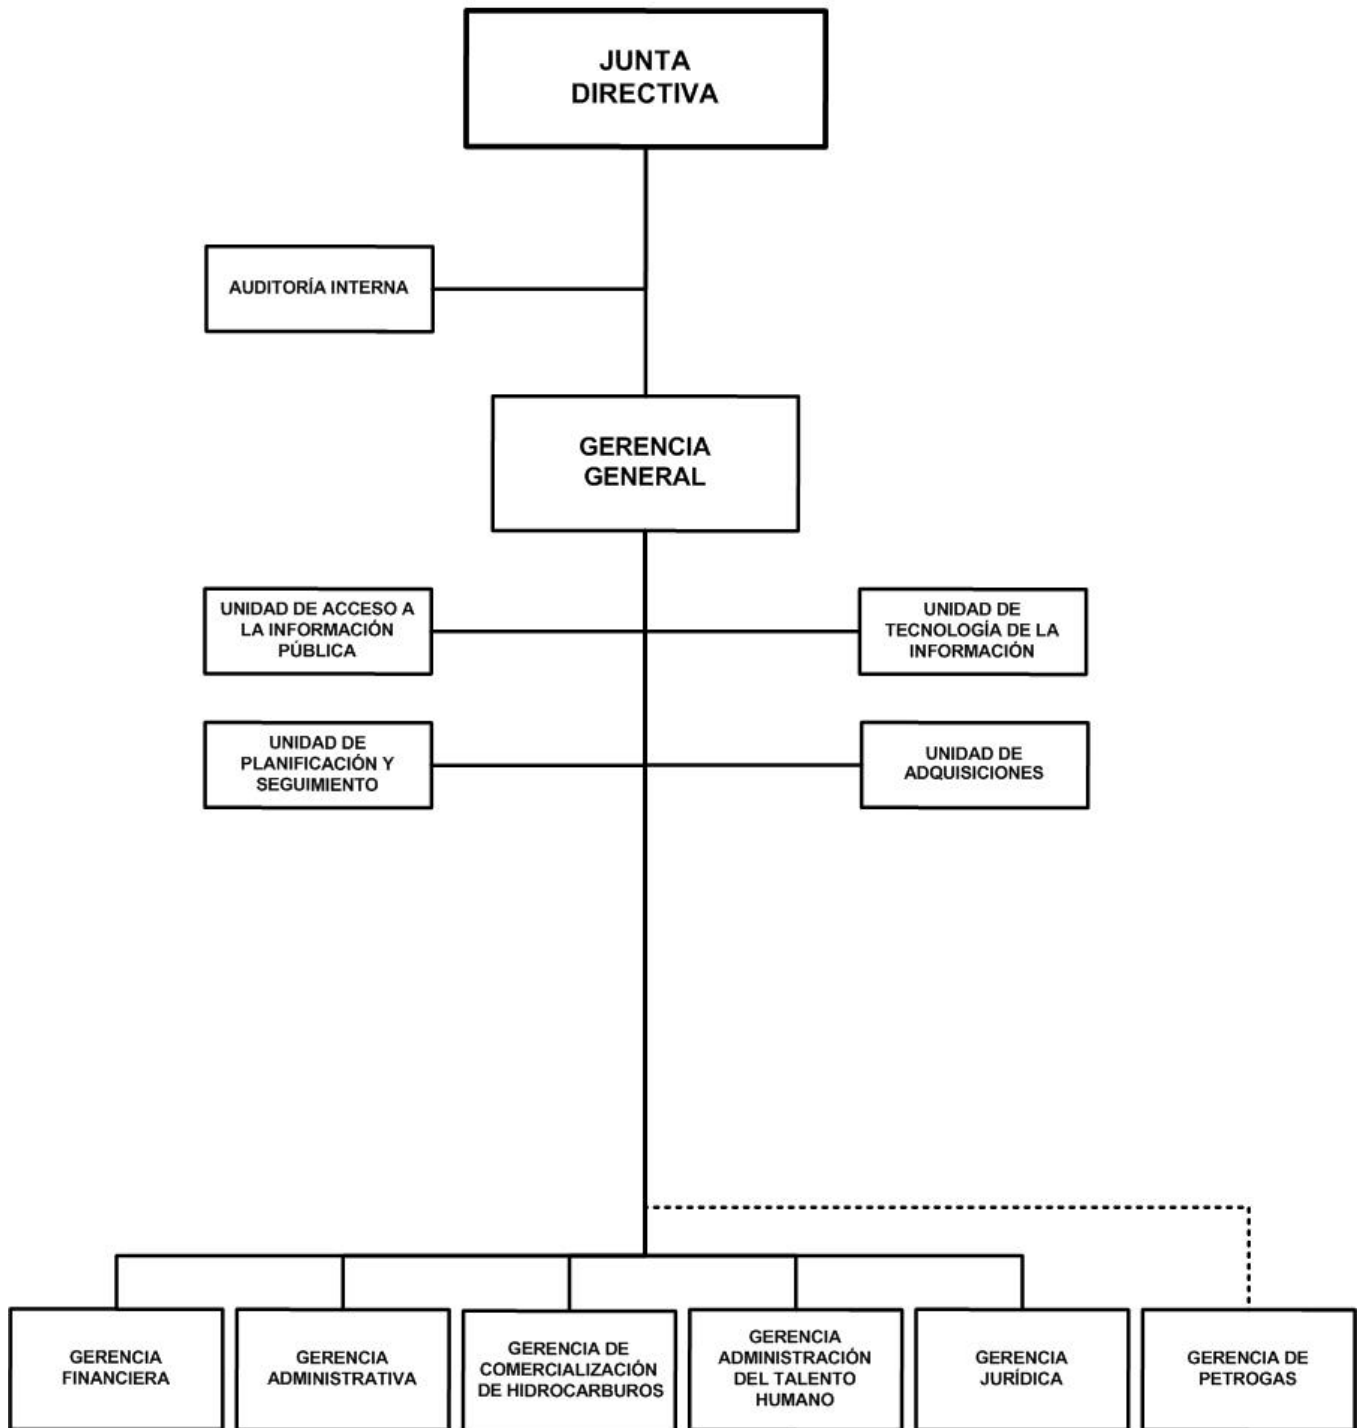 JUNTA
DIRECTIVA
AUDITORÍA INTERNA
GERENCIA
GENERAL
UNIDAD DE ACCESO A
LA INFORMACIÓN
PÚBLICA
UNIDAD DE
TECNOLOGÍA DE LA
INFORMACIÓN
UNIDAD DE
PLANIFICACIÓN Y
SEGUIMIENTO
UNIDAD DE
ADQUISICIONES
GERENCIA
FINANCIERA
GERENCIA
ADMINISTRATIVA
GERENCIA DE
COMERCIALIZACIÓN
DE HIDROCARBUROS
GERENCIA
ADMINISTRACIÓN
DEL TALENTO
HUMANO
GERENCIA
JURÍDICA
GERENCIA DE
PETROGAS